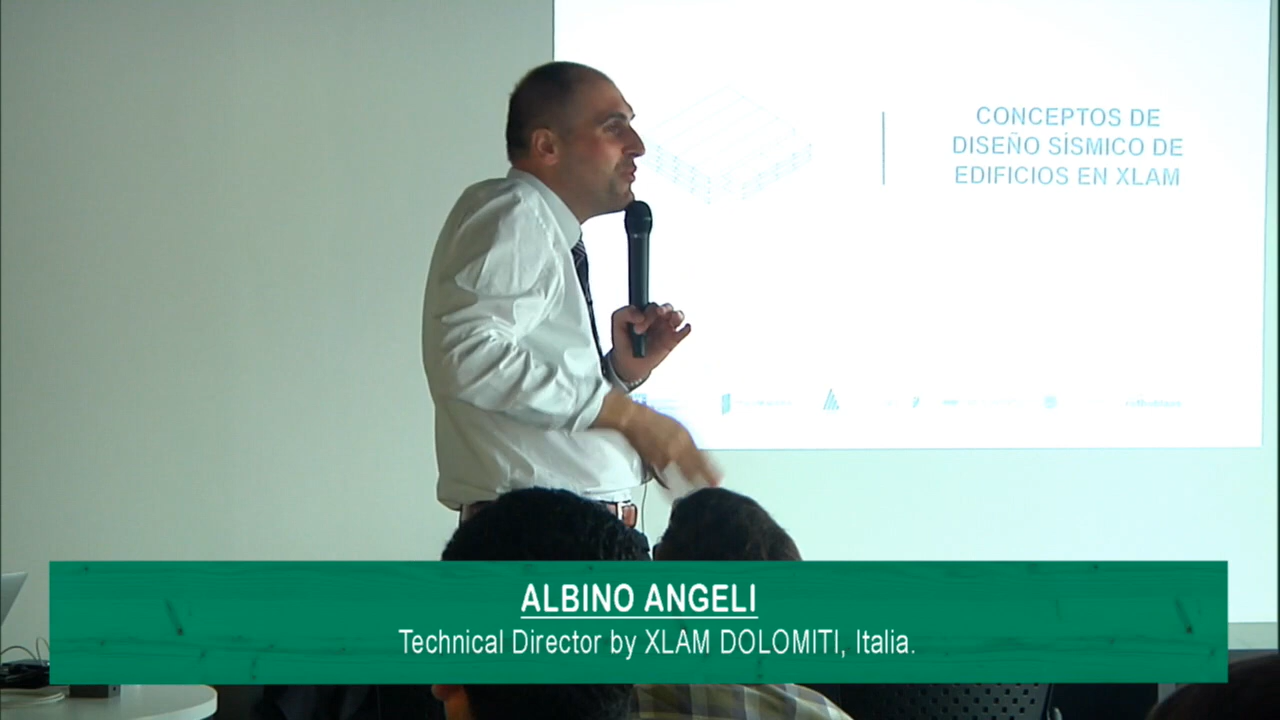 CONCEPTOS DE
DISEÑO SÍSMICO DE
EDIFICIOS EN XLAM
ALBINO ANGELI
Technical Director by XLAM DOLOMITI, Italia.